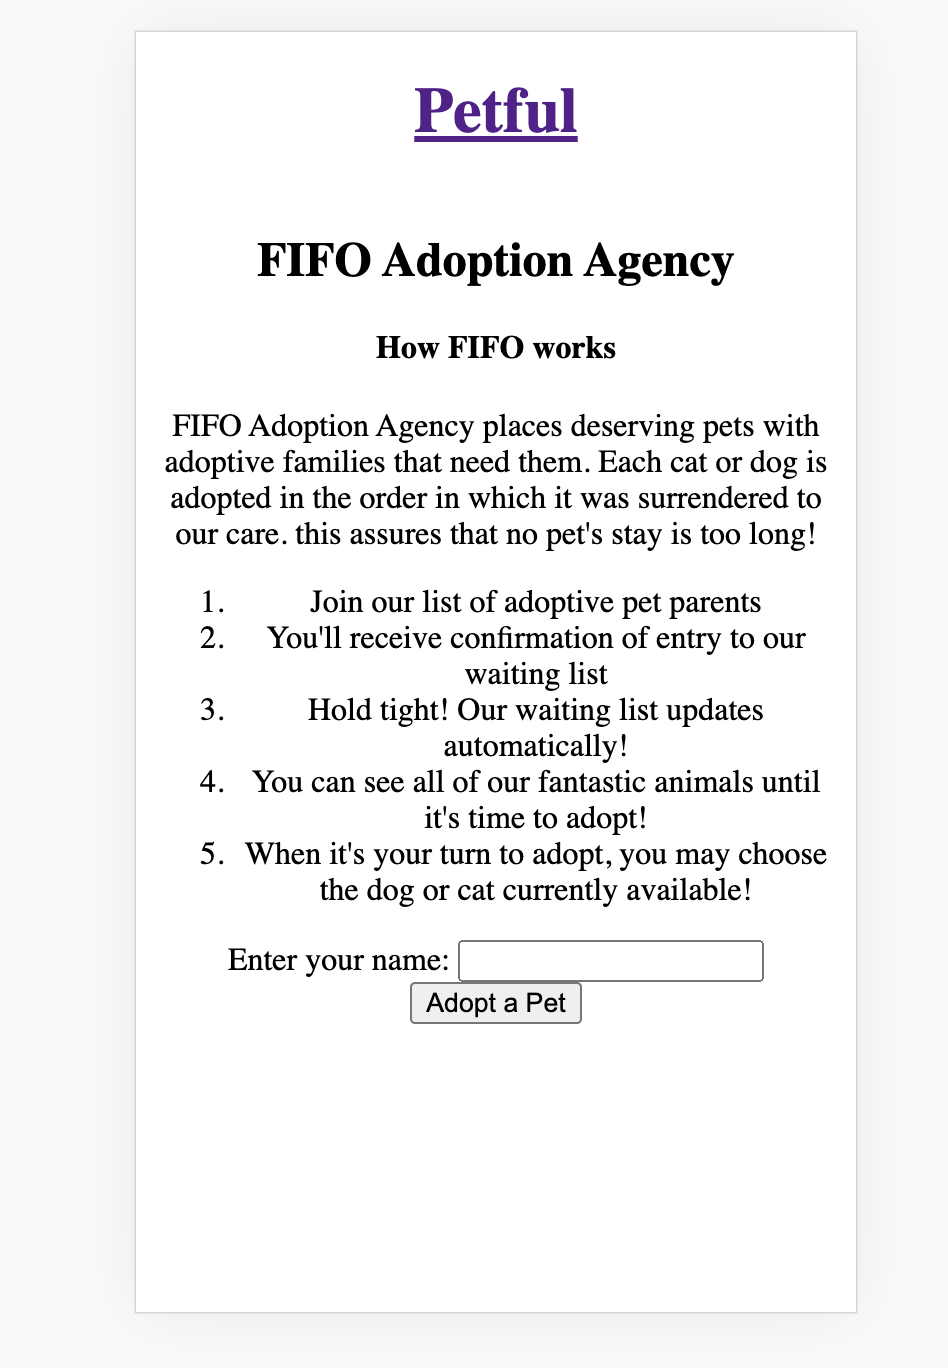 Petful
FIFO Adoption Agency
How FIFO works
FIFO Adoption Agency places deserving pets with
adoptive families that need them. Each cat or dog is
adopted in the order in which it was surrendered to
our care. this assures that no pet's stay is too long!
1. Join our list of adoptive pet parents
2. You'll receive confirmation of entry to our
waiting list
3. Hold tight! Our waiting list updates
automatically!
4. You can see all of our fantastic animals until
it's time to adopt!
5. When it's your turn to adopt, you may choose
the dog or cat currently available!
Enter your name:
Adopt a Pet